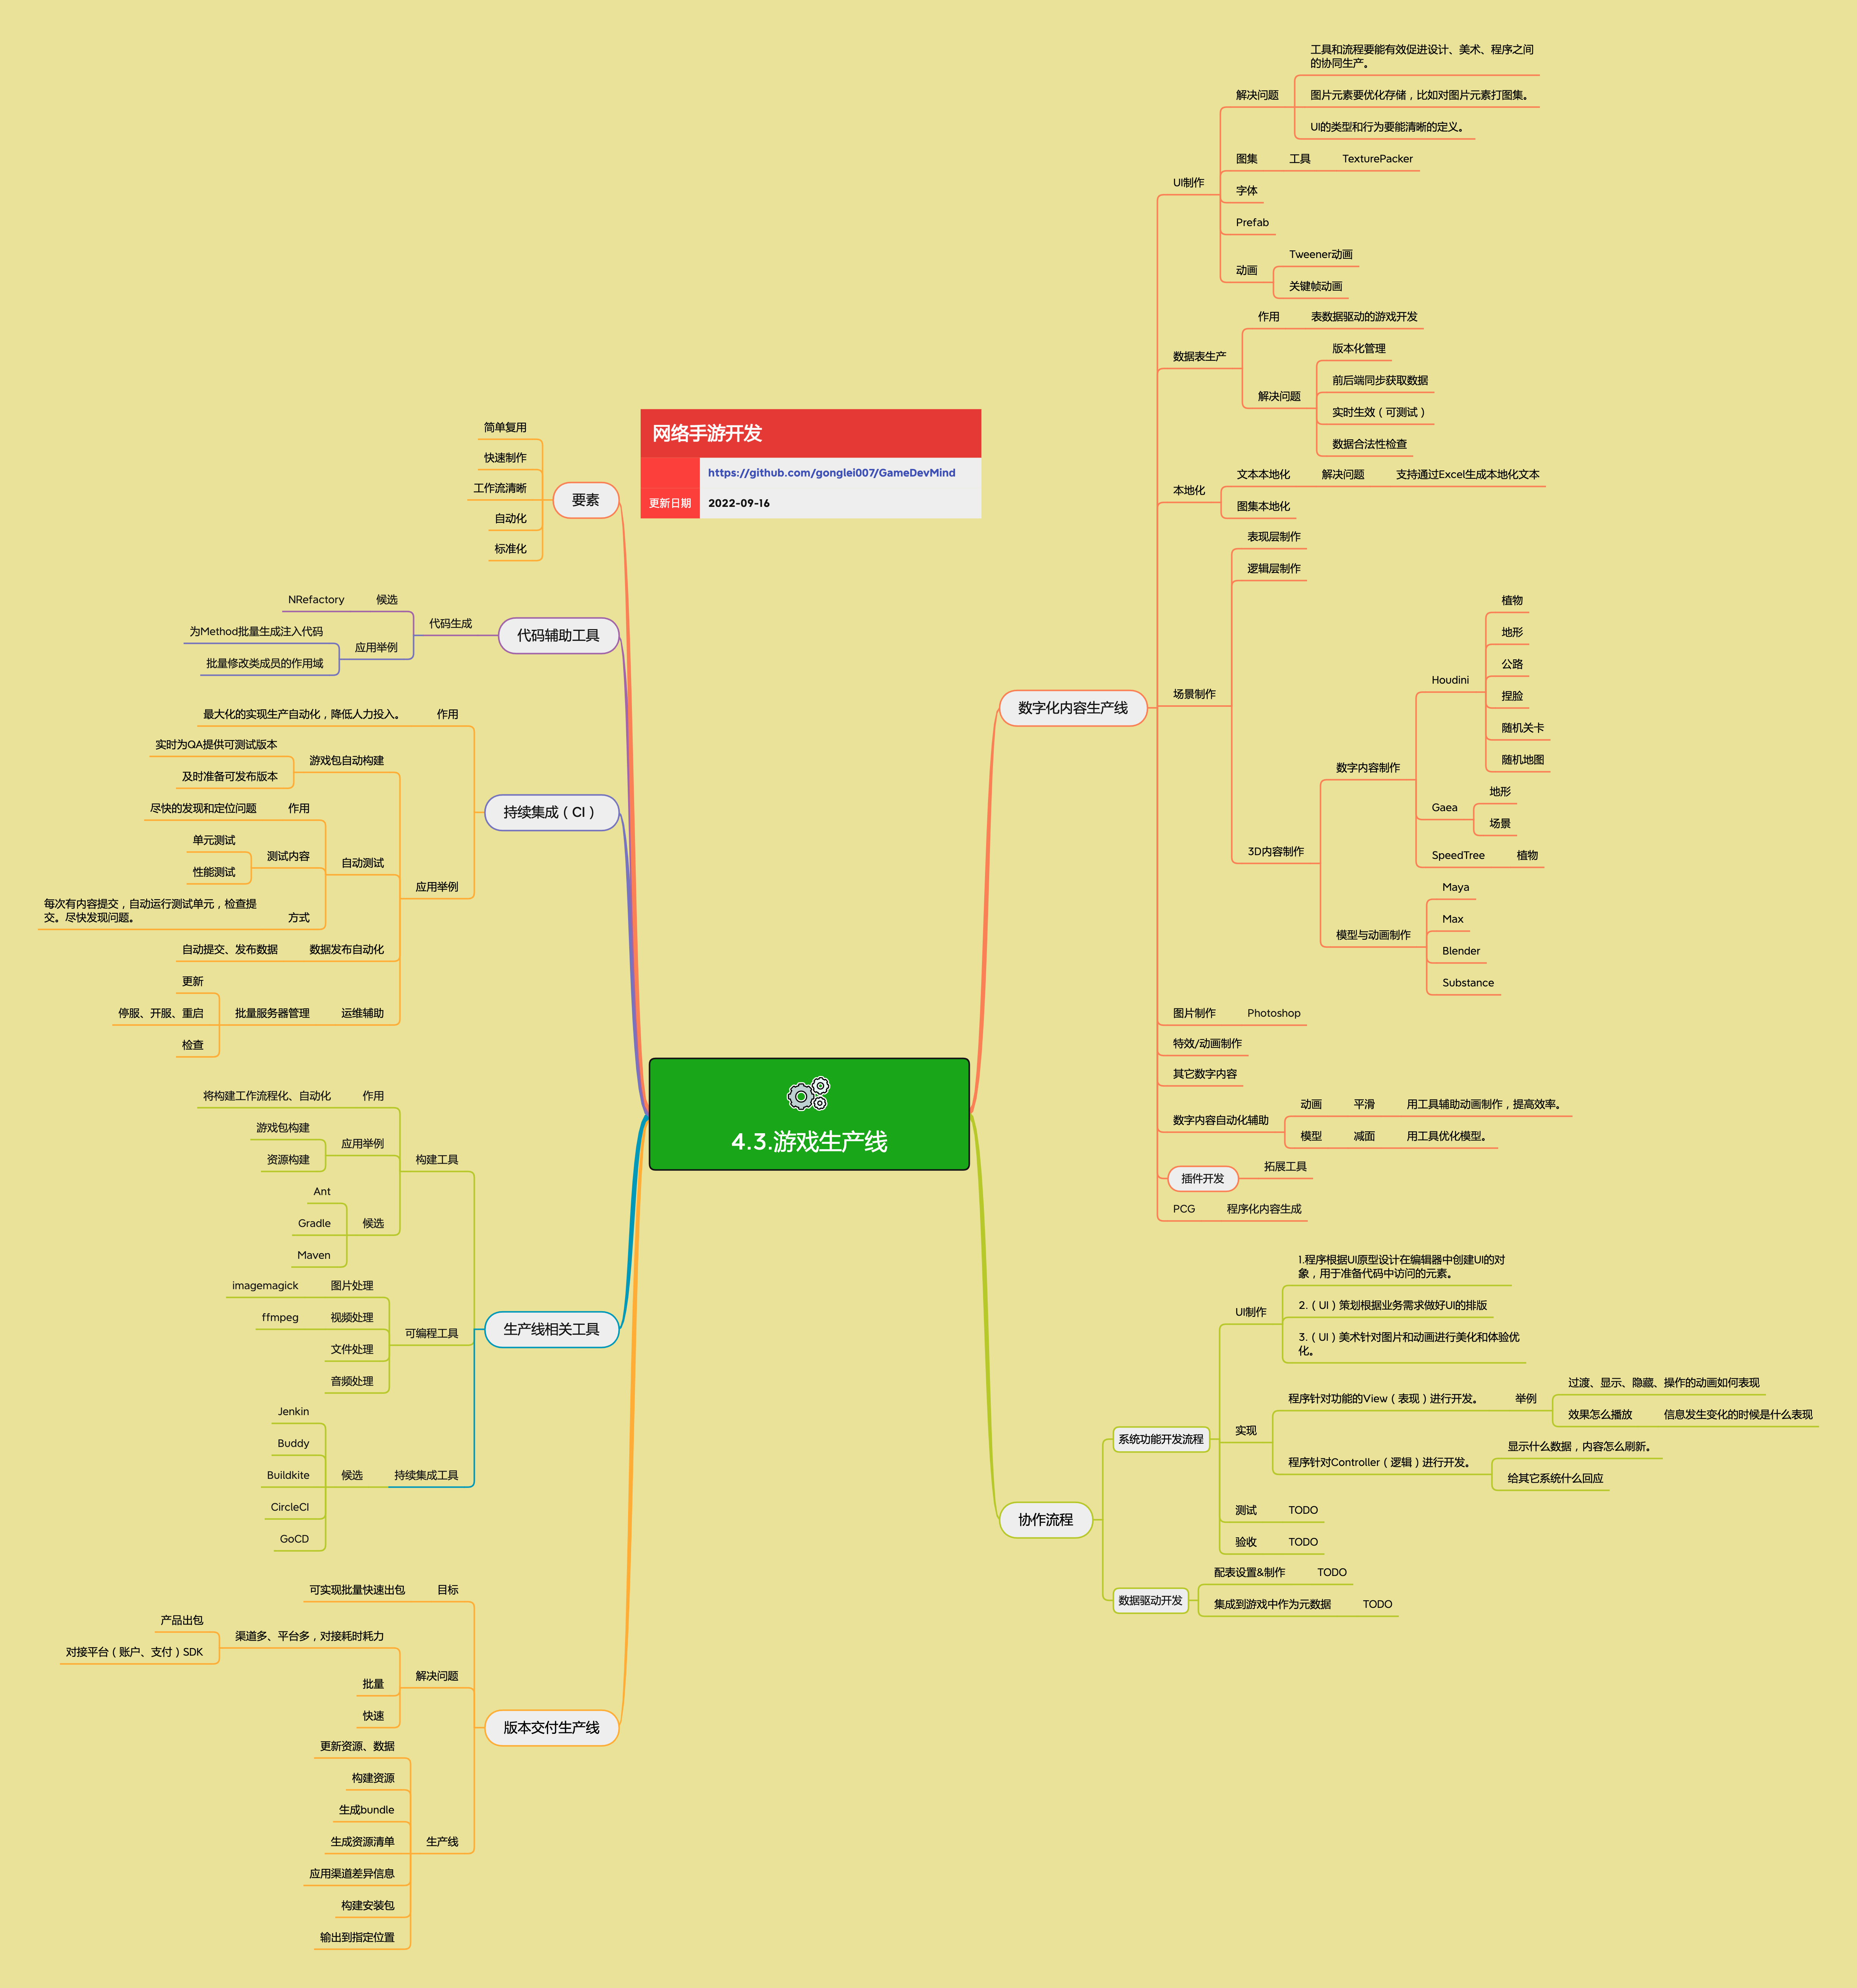 网络手游开发
https://github.com/gonglei007/GameDevMind
更新日期
2022-09-16
4.3.游戏生产线
要素
简单复用
快速制作
工作流清晰
自动化
标准化
代码辅助工具
代码生成
候选
NRefactory
应用举例
为Method批量生成注入代码
批量修改类成员的作用域
持续集成（CI）
作用
最大化的实现生产自动化，降低人力投入。
应用举例
游戏包自动构建
实时为QA提供可测试版本
及时准备可发布版本
自动测试
作用
尽快的发现和定位问题
测试内容
单元测试
性能测试
方式
每次有内容提交，自动运行测试单元，检查提
交。尽快发现问题。
数据发布自动化
自动提交、发布数据
运维辅助
批量服务器管理
更新
停服、开服、重启
检查
生产线相关工具
构建工具
作用
将构建工作流程化、自动化
应用举例
游戏包构建
资源构建
候选
Ant
Gradle
Maven
可编程工具
图片处理
imagemagick
视频处理
ffmpeg
文件处理
音频处理
持续集成工具
候选
Jenkin
Buddy
Buildkite
CircleCI
GoCD
版本交付生产线
目标
可实现批量快速出包
解决问题
渠道多、平台多，对接耗时耗力
产品出包
对接平台（账户、支付）SDK
批量
快速
生产线
更新资源、数据
构建资源
生成bundle
生成资源清单
应用渠道差异信息
构建安装包
输出到指定位置
数字化内容生产线
UI制作
解决问题
工具和流程要能有效促进设计、美术、程序之间
的协同生产。
图片元素要优化存储，比如对图片元素打图集。
UI的类型和行为要能清晰的定义。
图集
工具
TexturePacker
字体
Prefab
动画
Tweener动画
关键帧动画
数据表生产
作用
表数据驱动的游戏开发
解决问题
版本化管理
前后端同步获取数据
实时生效（可测试）
数据合法性检查
本地化
文本本地化
解决问题
支持通过Excel生成本地化文本
图集本地化
场景制作
表现层制作
逻辑层制作
3D内容制作
数字内容制作
Houdini
植物
地形
公路
捏脸
随机关卡
随机地图
Gaea
地形
场景
SpeedTree
植物
模型与动画制作
Maya
Max
Blender
Substance
图片制作
Photoshop
特效/动画制作
其它数字内容
数字内容自动化辅助
动画
平滑
用工具辅助动画制作，提高效率。
模型
减面
用工具优化模型。
插件开发
拓展工具
PCG
程序化内容生成
协作流程
系统功能开发流程
UI制作
1.程序根据UI原型设计在编辑器中创建UI的对
象，用于准备代码中访问的元素。
2.（UI）策划根据业务需求做好UI的排版
3.（UI）美术针对图片和动画进行美化和体验优
化。
实现
程序针对功能的View（表现）进行开发。
举例
过渡、显示、隐藏、操作的动画如何表现
效果怎么播放
信息发生变化的时候是什么表现
程序针对Controller（逻辑）进行开发。
显示什么数据，内容怎么刷新。
给其它系统什么回应
测试
TODO
验收
TODO
数据驱动开发
配表设置&制作
TODO
集成到游戏中作为元数据
TODO